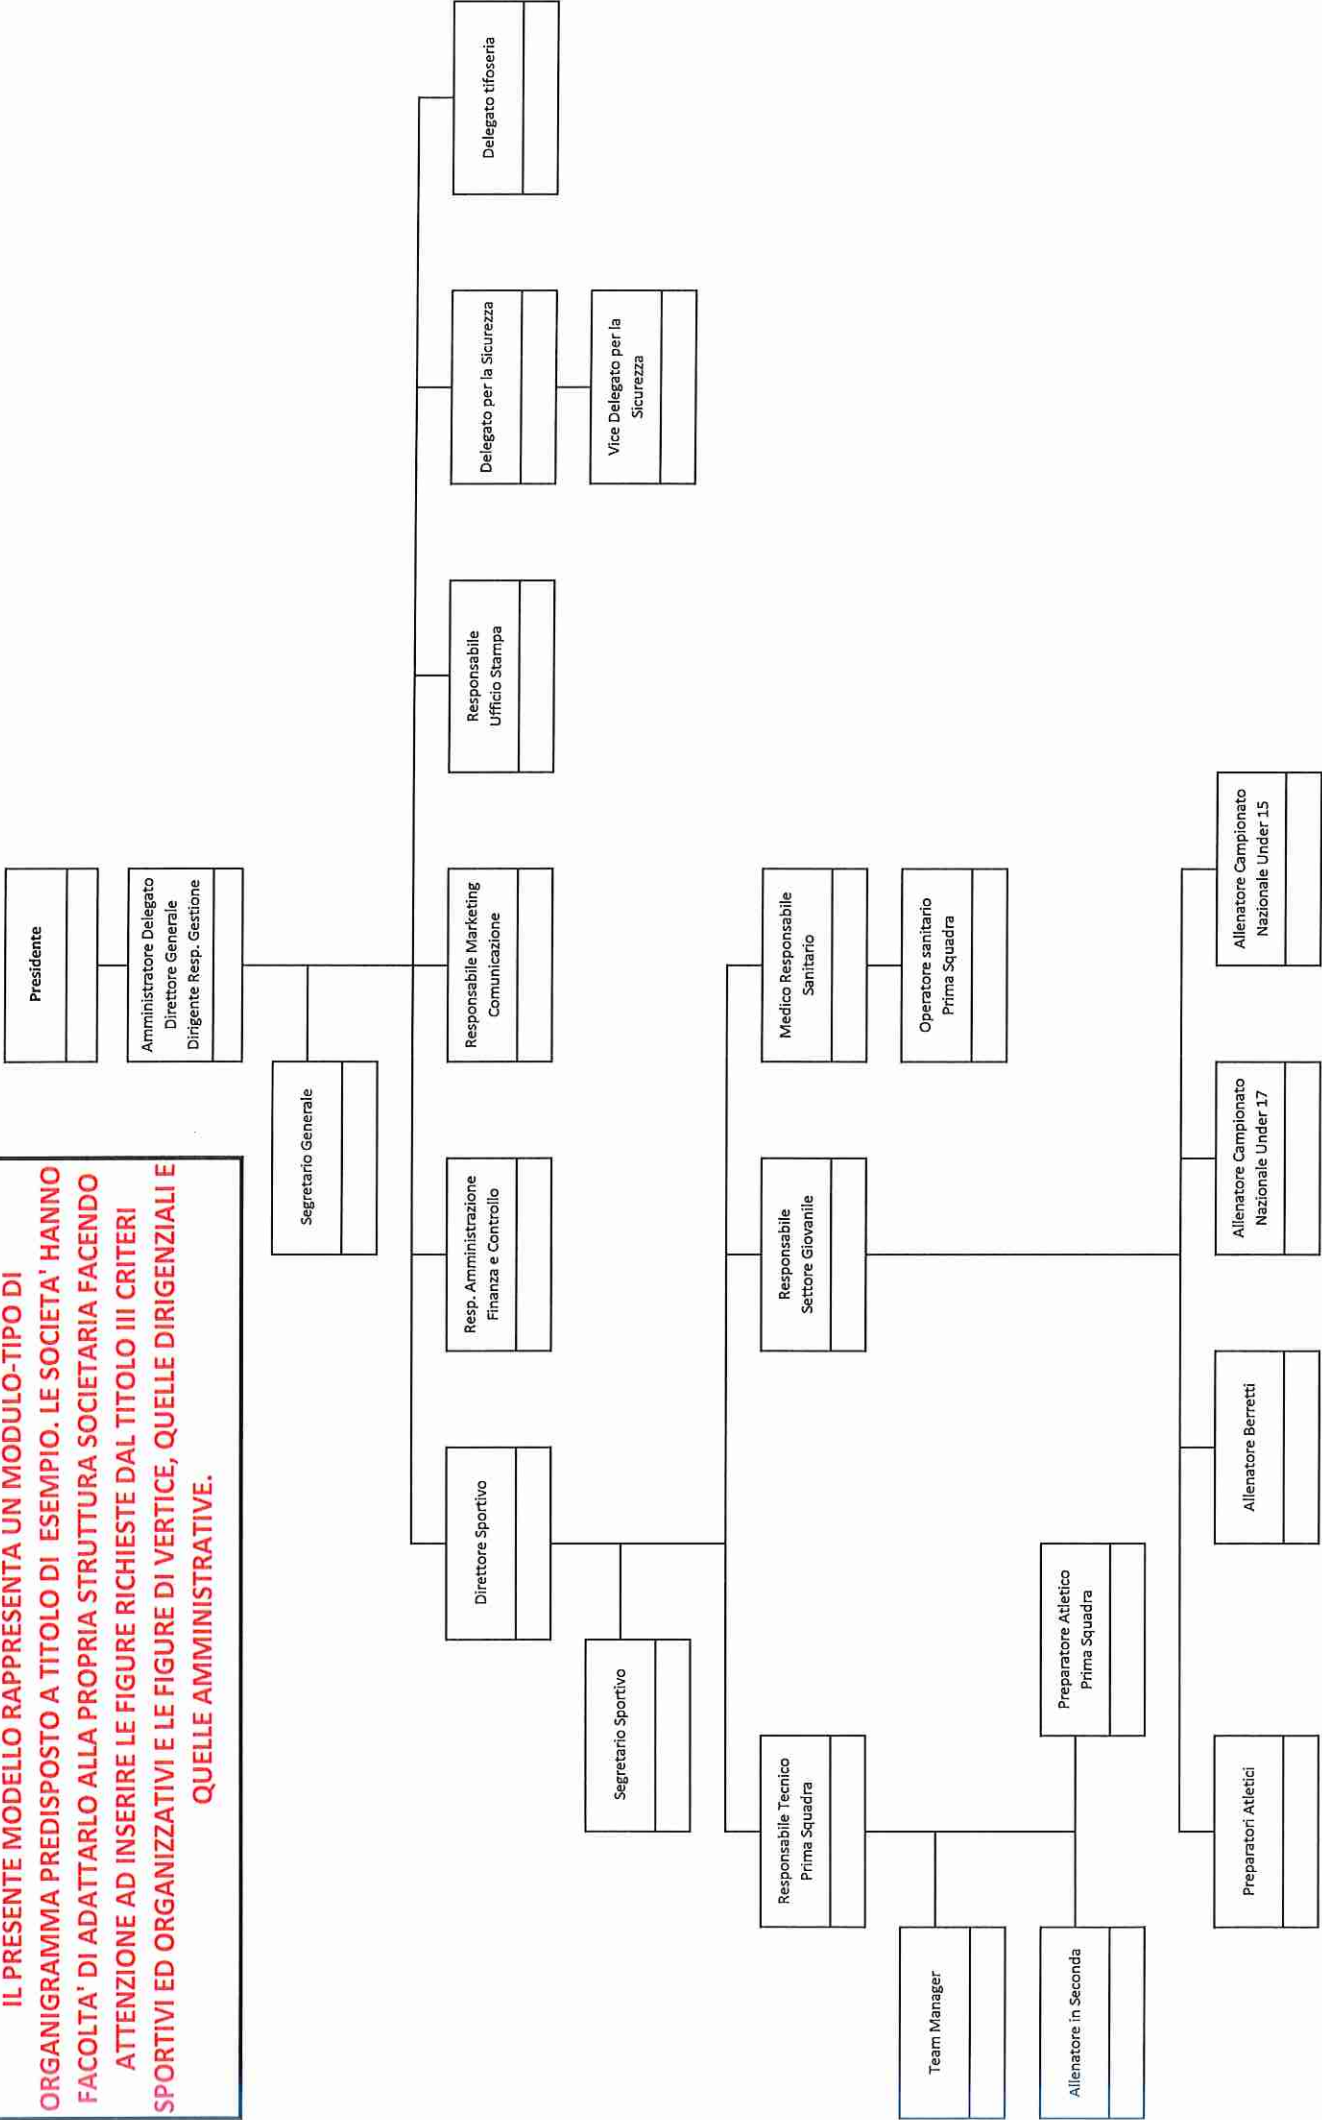 IL PRESENTE MODELLO RAPPRESENTA UN MODULO-TIPO DI
ORGANIGRAMMA PREDISPOSTO A TITOLO DI ESEMPIO. LE SOCIETA' HANNO
FACOLTA' DI ADATTARLO ALLA PROPRIA STRUTTURA SOCIETARIA FACENDO
ATTENZIONE AD INSERIRE LE FIGURE RICHIESTE DAL TITOLO III CRITERI
SPORTIVI ED ORGANIZZATIVI E LE FIGURE DI VERTICE, QUELLE DIRIGENZIALI E
QUELLE AMMINISTRATIVE.
Presidente
Amministratore Delegato
Direttore Generale
Dirigente Resp. Gestione
Segretario Generale
Direttore Sportivo
Resp. Amministrazione
Finanza e Controllo
Responsabile Marketing
Comunicazione
Responsabile
Ufficio Stampa
Delegato per la Sicurezza
Delegato tifoseria
Vice Delegato per la
Sicurezza
Segretario Sportivo
Responsabile Tecnico
Prima Squadra
Responsabile
Settore Giovanile
Medico Responsabile
Sanitario
Team Manager
Operatore sanitario
Prima Squadra
Allenatore in Seconda
Preparatore Atletico
Prima Squadra
Preparatori Atletici
Allenatore Berretti
Allenatore Campionato
Nazionale Under 17
Allenatore Campionato
Nazionale Under 15